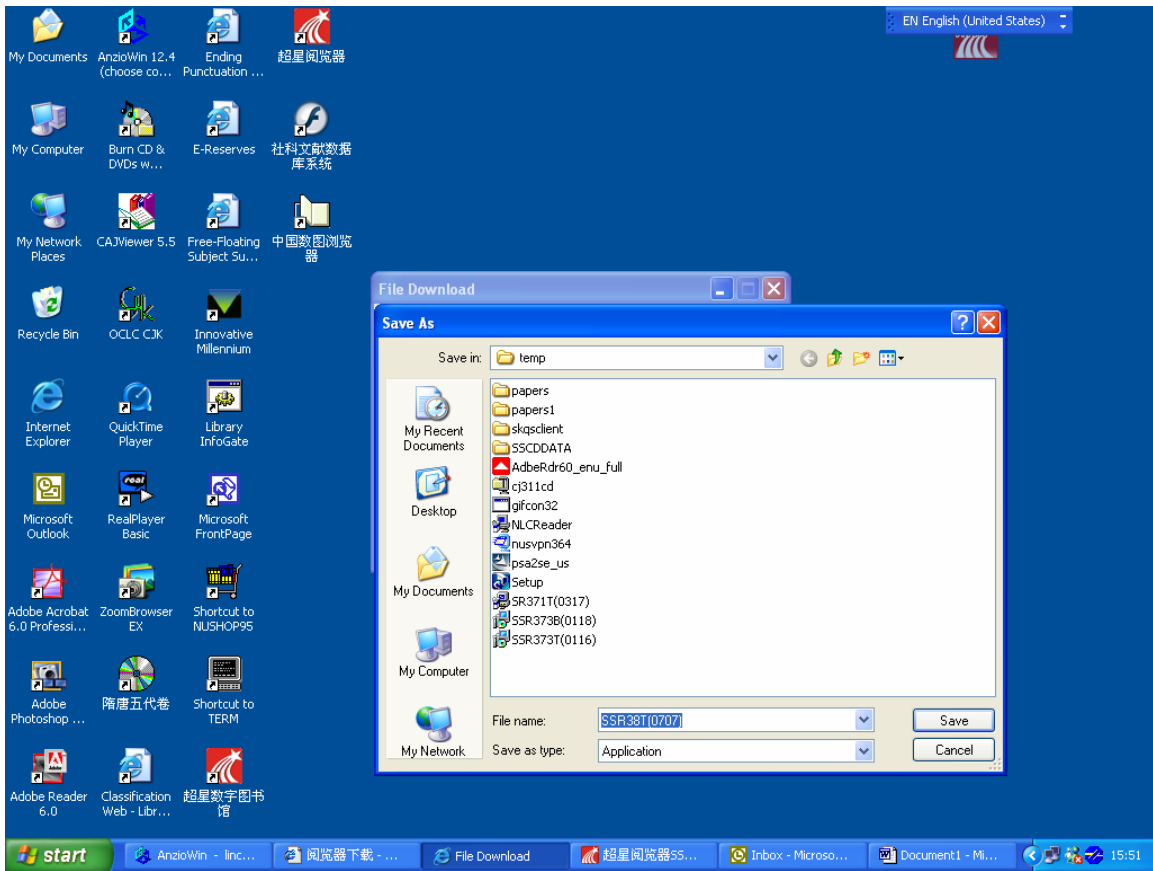 EN English (United States)
My Documents
AnzioWin 12.4
(choose co...
Ending
Punctuation ...
超星阅览器
My Computer
Burn CD &
DVDs w...
E-Reserves
社科文献数据
库系统
My Network
Places
CAJViewer 5.5
Free-Floating
Subject Su...
中国数图浏览
器
Recycle Bin
OCLC CJK
Innovative
Millennium
Internet
Explorer
QuickTime
Player
Library
InfoGate
Microsoft
Outlook
RealPlayer
Basic
Microsoft
FrontPage
Adobe Acrobat
6.0 Professi...
ZoomBrowser
EX
Shortcut to
NUSHOP95
Adobe
Photoshop ...
隋唐五代卷
Shortcut to
TERM
Adobe Reader
6.0
Classification
Web - Libr...
超星数字图书
馆
File Download
Save As
Save in:
temp
My Recent
Documents
Desktop
My Documents
My Computer
My Network
papers
papers1
skqsclient
SSCDDATA
AdbeRdr60_enu_full
cj311cd
gifcon32
NLCReader
nusvpn364
psa2se_us
Setup
SR371T(0317)
SSR373B(0118)
SSR373T(0116)
File name:
SSR38T(0707)
Save
Save as type:
Application
Cancel
start
AnzioWin - linc...
阅览器下载 - ...
File Download
超星阅览器SS...
Inbox - Microso...
Document1 - Mi...
15:51